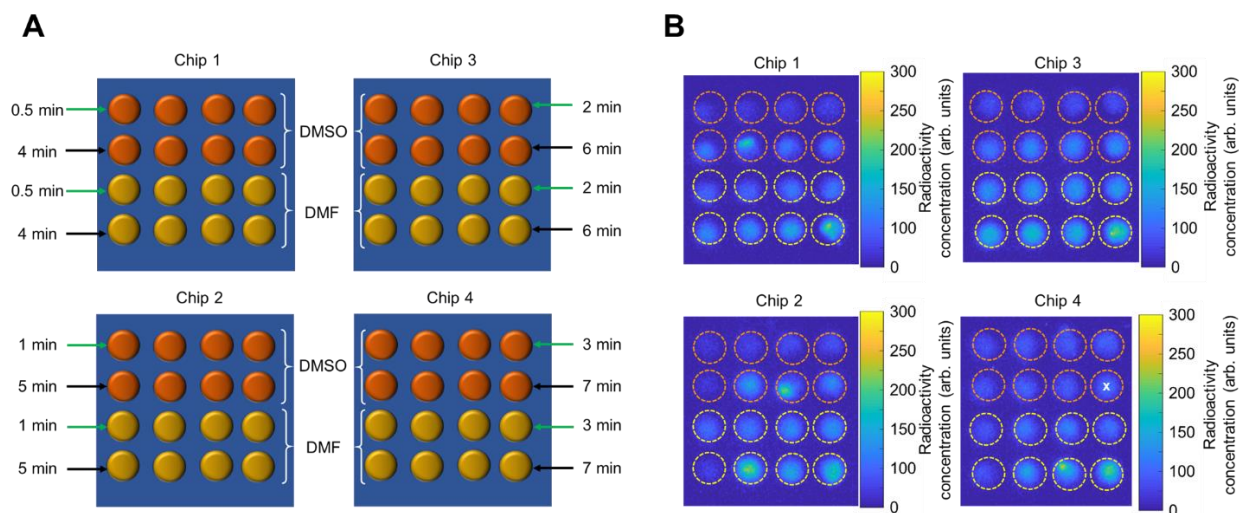 A
Chip 1
Chip 3
0.5 min
4 min
0.5 min
4 min
DMSO
DMF
2 min
6 min
2 min
6 min
Chip 2
Chip 4
1 min
5 min
1 min
5 min
DMSO
DMF
3 min
7 min
3 min
7 min
B
Chip 1
300
250
200
150
100
50
0
Radioactivity
concentration (arb. units)
Chip 3
300
250
200
150
100
50
0
Radioactivity
concentration (arb. units)
Chip 2
300
250
200
150
100
50
0
Radioactivity
concentration (arb. units)
Chip 4
x
300
250
200
150
100
50
0
Radioactivity
concentration (arb. units)